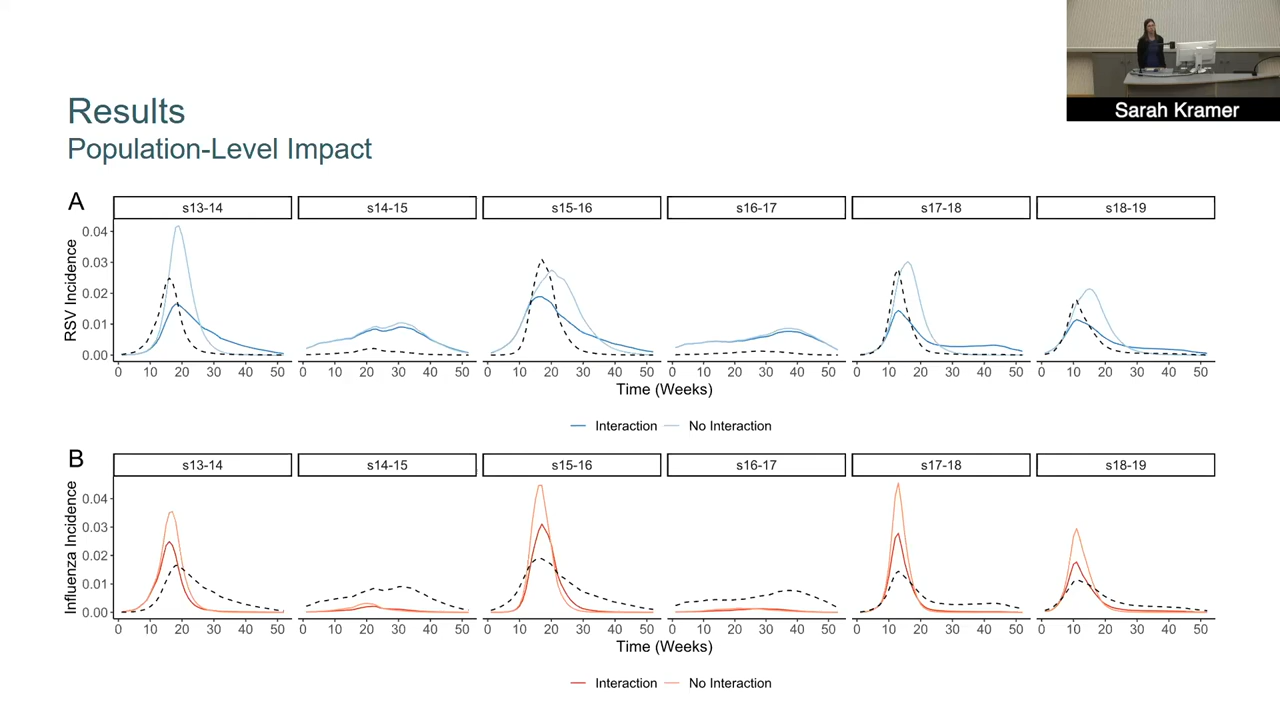 Sarah Kramer
Results
Population-Level Impact
A
s13-14 s14-15 s15-16 s16-17 s17-18 s18-19
RSV Incidence
0.04
0.03
0.02
0.01
0.00
0 10 20 30 40 50 0 10 20 30 40 50 0 10 20 30 40 50 0 10 20 30 40 50 0 10 20 30 40 50 0 10 20 30 40 50
Time (Weeks)
Interaction No Interaction
B
s13-14 s14-15 s15-16 s16-17 s17-18 s18-19
Influenza Incidence
0.04
0.03
0.02
0.01
0.00
0 10 20 30 40 50 0 10 20 30 40 50 0 10 20 30 40 50 0 10 20 30 40 50 0 10 20 30 40 50 0 10 20 30 40 50
Time (Weeks)
Interaction No Interaction